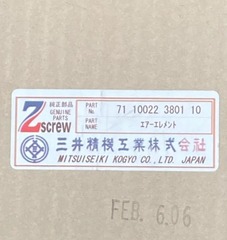 純正部品
GENUINE
PARTS
Zscrew
PART
No.
71 10022 3801 10
PART
NAME
エアーエレメント
三井精機工業株式会社
MITSUISEIKI KOGYO CO., LTD. JAPAN
FEB. 6.06